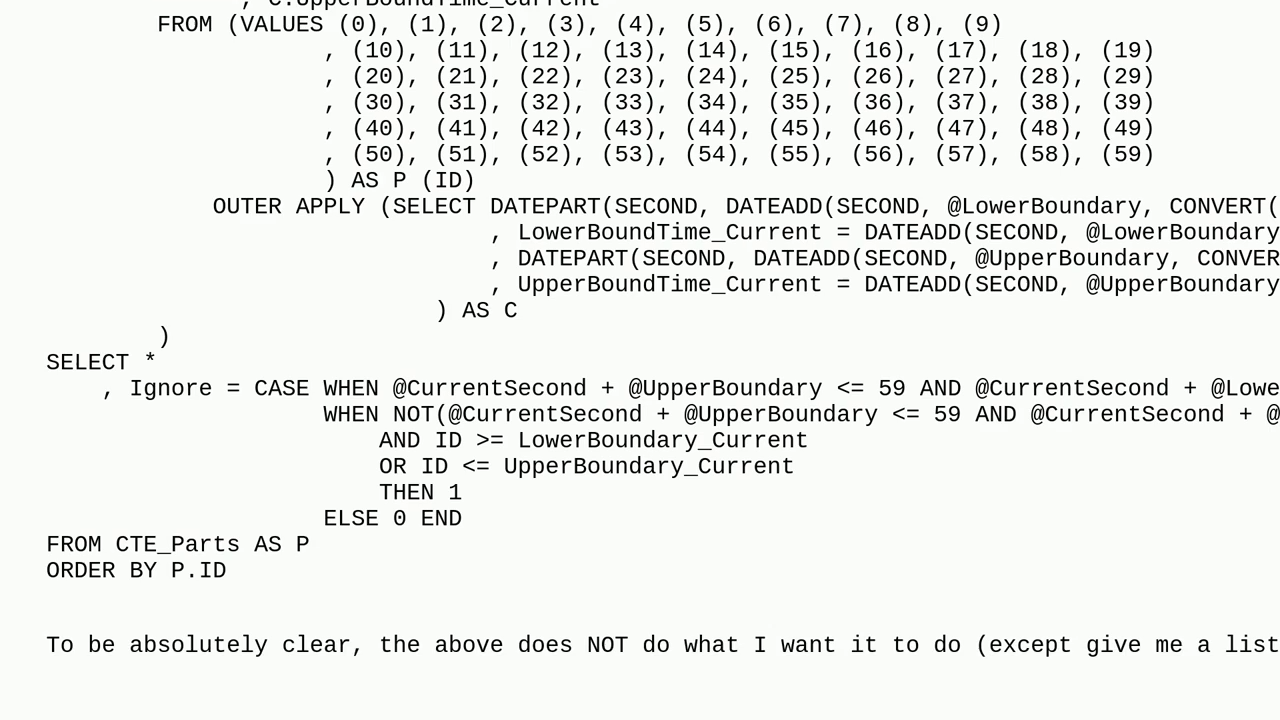 , C.UpperBoundTime_Current
FROM (VALUES (0), (1), (2), (3), (4), (5), (6), (7), (8), (9)
, (10), (11), (12), (13), (14), (15), (16), (17), (18), (19)
, (20), (21), (22), (23), (24), (25), (26), (27), (28), (29)
, (30), (31), (32), (33), (34), (35), (36), (37), (38), (39)
, (40), (41), (42), (43), (44), (45), (46), (47), (48), (49)
, (50), (51), (52), (53), (54), (55), (56), (57), (58), (59)
) AS P (ID)
OUTER APPLY (SELECT DATEPART(SECOND, DATEADD(SECOND, @LowerBoundary, CONVERT(
, LowerBoundTime_Current = DATEADD(SECOND, @LowerBoundary
, DATEPART(SECOND, DATEADD(SECOND, @UpperBoundary, CONVER
, UpperBoundTime_Current = DATEADD(SECOND, @UpperBoundary
) AS C
)
SELECT *
, Ignore = CASE WHEN @CurrentSecond + @UpperBoundary <= 59 AND @CurrentSecond + @Lowe
WHEN NOT(@CurrentSecond + @UpperBoundary <= 59 AND @CurrentSecond + @
AND ID >= LowerBoundary_Current
OR ID <= UpperBoundary_Current
THEN 1
ELSE 0 END
FROM CTE_Parts AS P
ORDER BY P.ID
To be absolutely clear, the above does NOT do what I want it to do (except give me a list